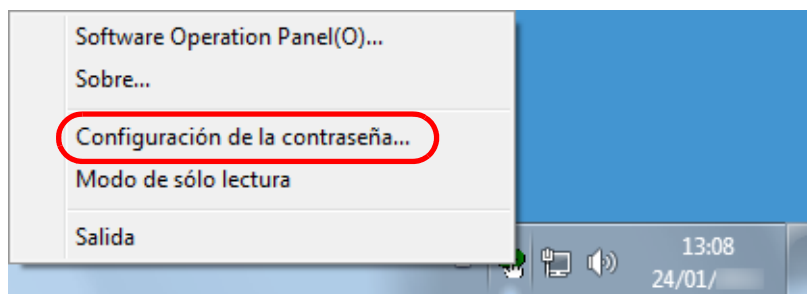 Software Operation Panel(O)...
Sobre...
Configuración de la contraseña...
Modo de sólo lectura
Salida
13:08
24/01/